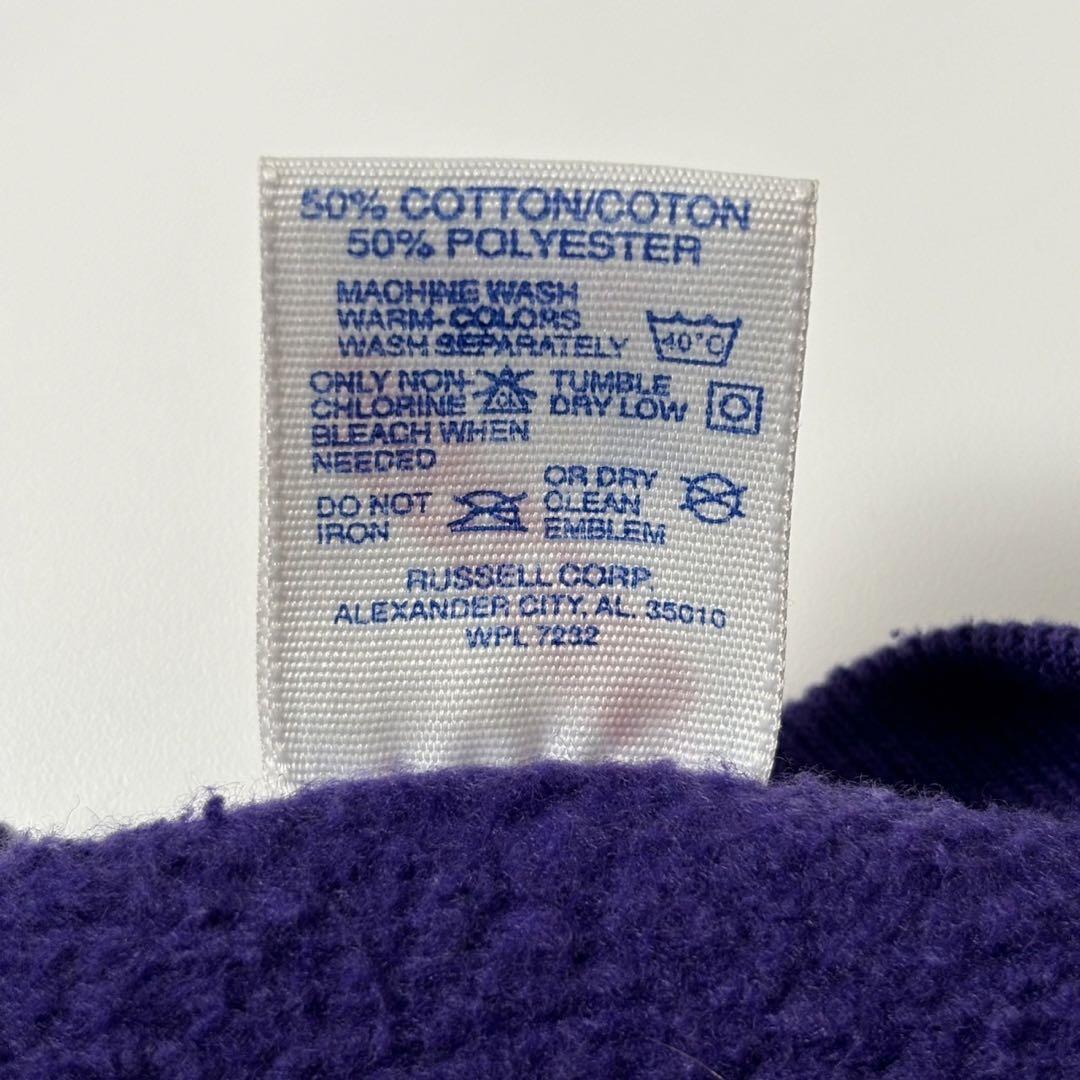 50% COTTON/COTON
50% POLYESTER
MACHINE WASH
WARM-COLORS
WASH SEPARATELY
40°C
ONLY NON-
CHLORINE
BLEACH WHEN
NEEDED
TUMBLE
DRY LOW
DO NOT
IRON
OR DRY
CLEAN
EMBLEM
RUSSELL CORP.
ALEXANDER CITY, AL. 35010
WPL 7232